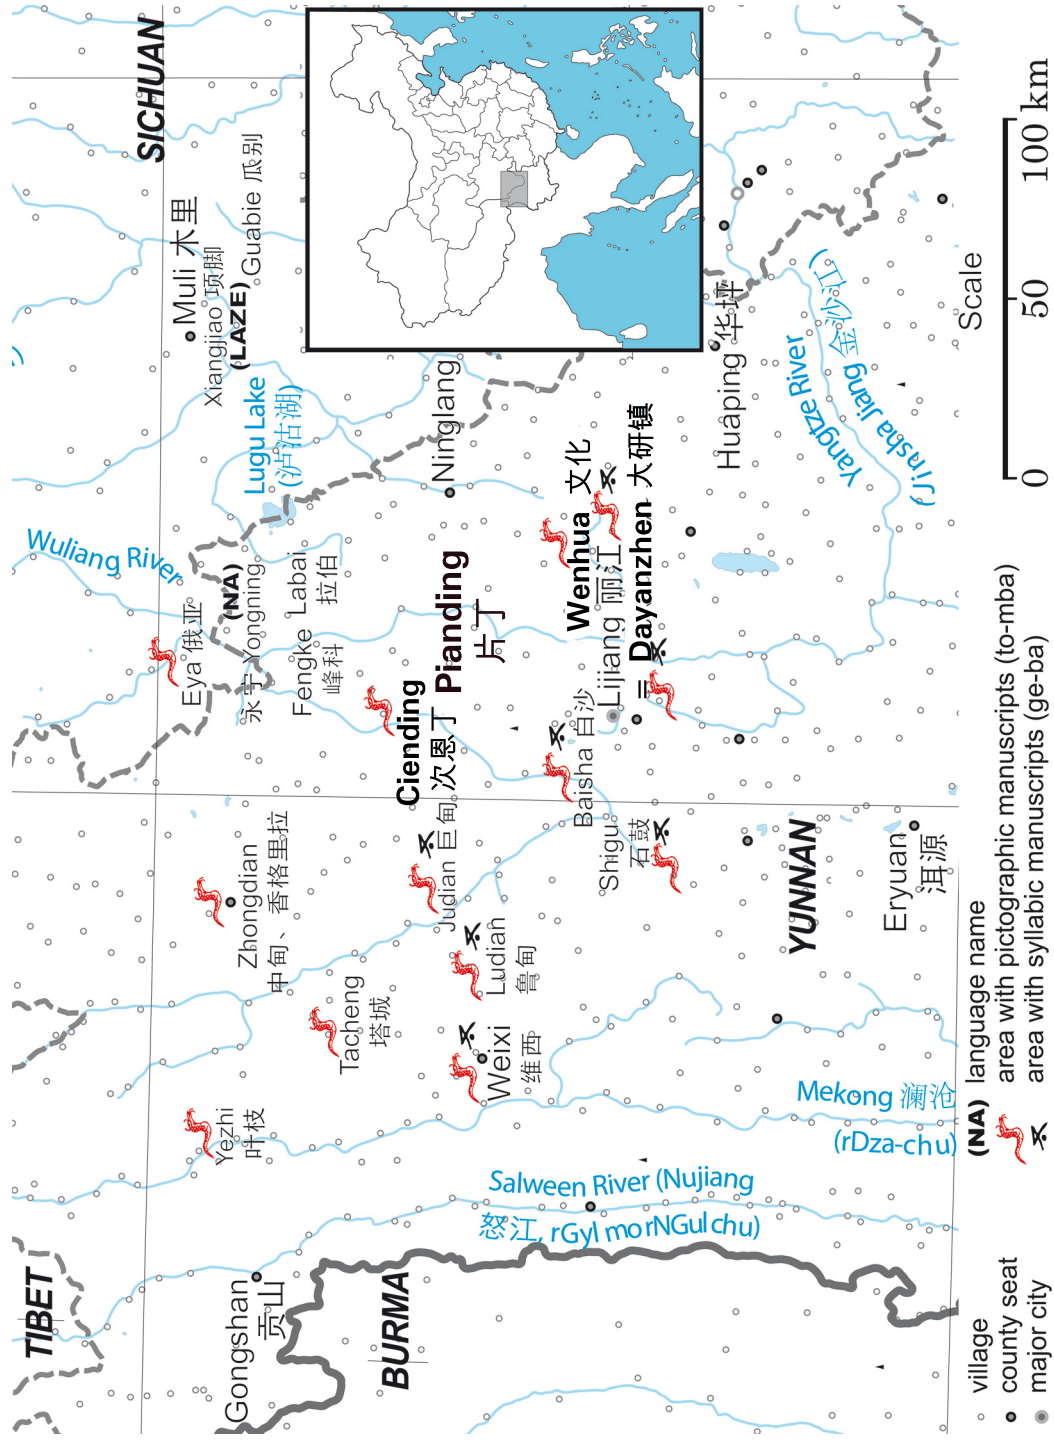 TIBET
SICHUAN
Wuliang River
Muli 木里
Xiangjiao 项脚
(LAZE)
Guabie 瓜别
Lugu Lake
(泸沽湖)
Eya 俄亚
(NA)
永宁 Yongning
Fengke
峰科
Labai
拉伯
Ninglang
Yezhi
叶枝
Zhongdian
中甸、香格里拉
Gongshan
贡山
Tacheng
塔城
Ciending
次恩丁
Pianding
片丁
Judian 巨甸
Ludian
鲁甸
Weixi
维西
BURMA
Salween River (Nujiang
怒江, rGyl morNGul chu)
Wenhua 文化
Baisha 白沙
Lijiang 丽江
= Dayanzhen 大研镇
Shigu
石鼓
Huaping 华坪
Yangtze River
(Jinsha Jiang 金沙江)
YUNNAN
Eryuan
洱源
Mekong 澜沧
(rDza-chu)
Scale
0 50 100 km
village
county seat
major city
(NA) language name
area with pictographic manuscripts (to-mba)
area with syllabic manuscripts (ge-ba)